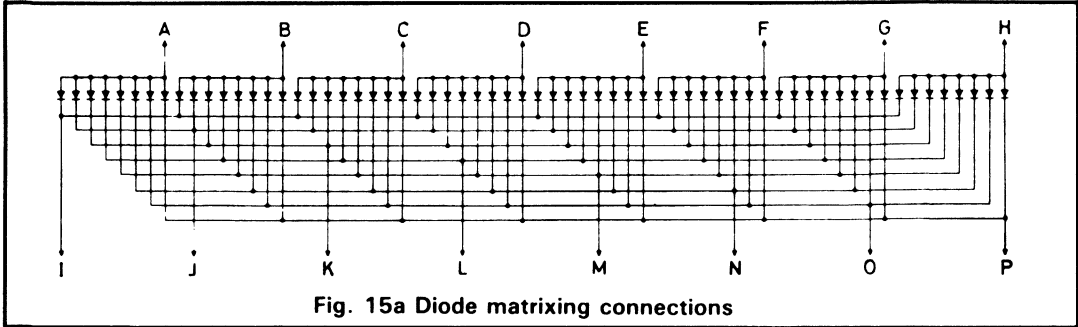 A B C D E F G H
I J K L M N O P
Fig. 15a Diode matrixing connections